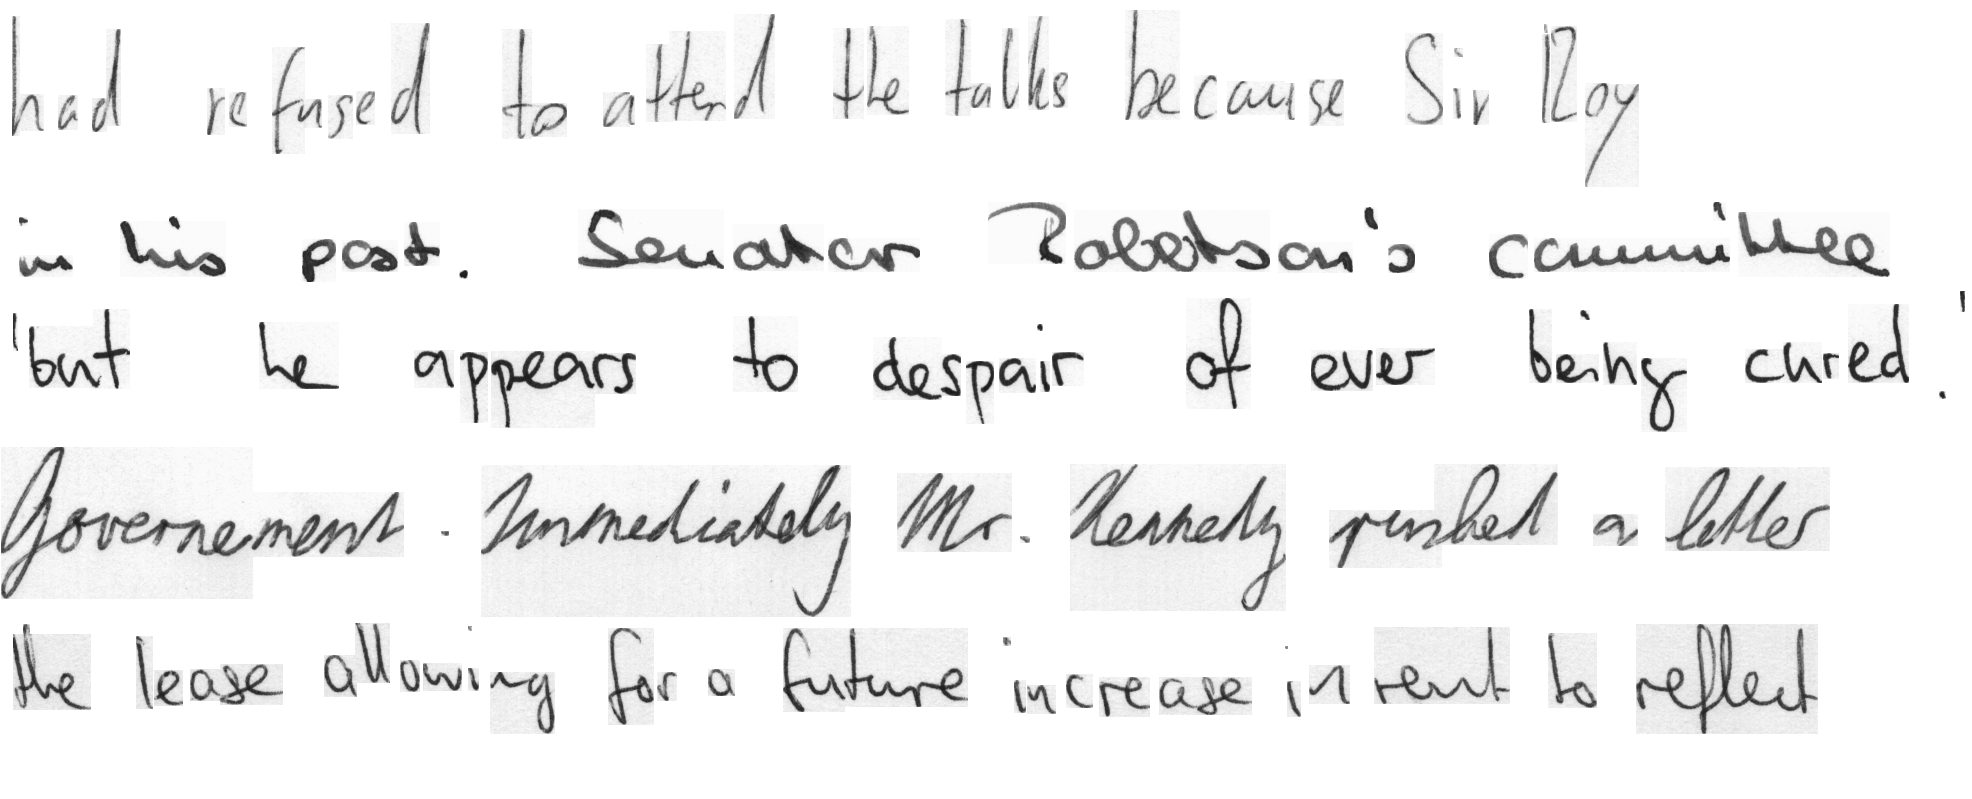 had refused to attend the talks because Sir Roy
in his post. Senator Robertson's committee
'but he appears to despair of ever being cured.'
Governement. Immediately Mr. Kennedy rushed a letter
the lease allowing for a future increase in rent to reflect